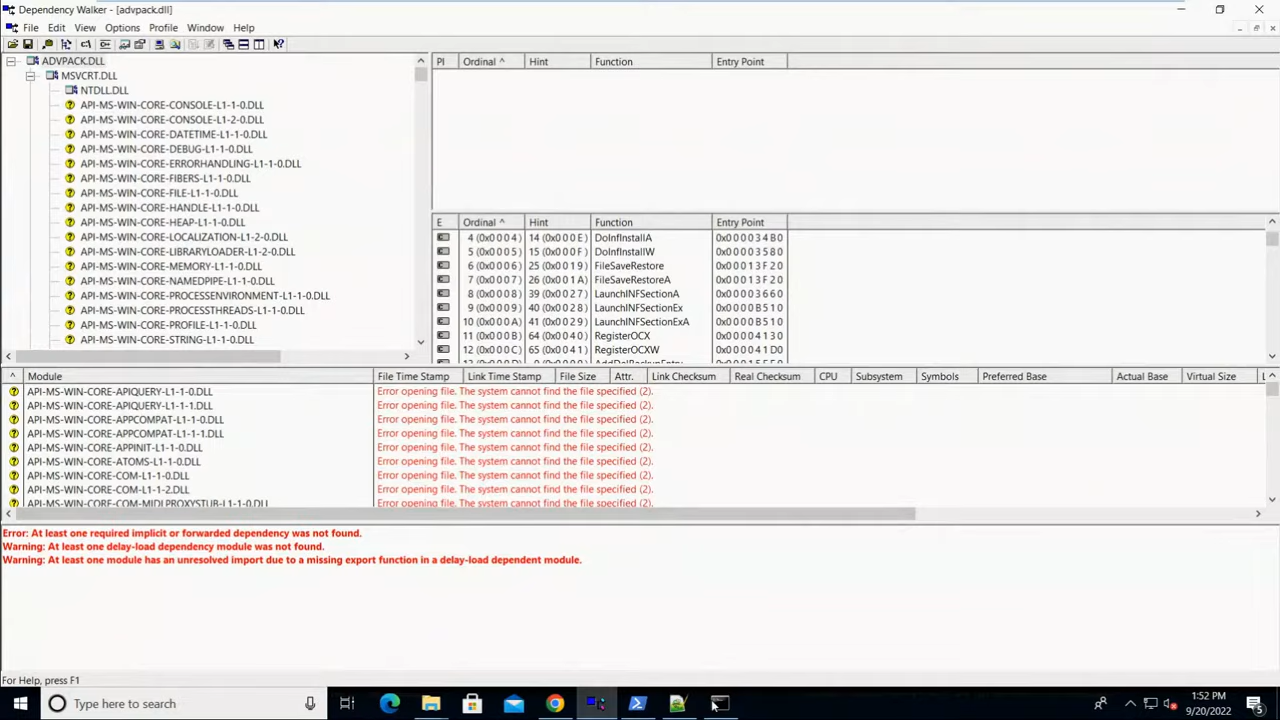 Dependency Walker - [advpack.dll]
File Edit View Options Profile Window Help
ADVPACK.DLL
MSVCRT.DLL
NTDLL.DLL
API-MS-WIN-CORE-CONSOLE-L1-1-0.DLL
API-MS-WIN-CORE-CONSOLE-L1-2-0.DLL
API-MS-WIN-CORE-DATETIME-L1-1-0.DLL
API-MS-WIN-CORE-DEBUG-L1-1-0.DLL
API-MS-WIN-CORE-ERRORHANDLING-L1-1-0.DLL
API-MS-WIN-CORE-FIBERS-L1-1-0.DLL
API-MS-WIN-CORE-FILE-L1-1-0.DLL
API-MS-WIN-CORE-HANDLE-L1-1-0.DLL
API-MS-WIN-CORE-HEAP-L1-1-0.DLL
API-MS-WIN-CORE-LOCALIZATION-L1-2-0.DLL
API-MS-WIN-CORE-LIBRARYLOADER-L1-2-0.DLL
API-MS-WIN-CORE-MEMORY-L1-1-0.DLL
API-MS-WIN-CORE-NAMEDPIPE-L1-1-0.DLL
API-MS-WIN-CORE-PROCESSENVIRONMENT-L1-1-0.DLL
API-MS-WIN-CORE-PROCESSTHREADS-L1-1-0.DLL
API-MS-WIN-CORE-PROFILE-L1-1-0.DLL
API-MS-WIN-CORE-STRING-L1-1-0.DLL
PI Ordinal ^ Hint Function Entry Point
E Ordinal ^ Hint Function Entry Point
4 (0x0004) 14 (0x000E) DoInfInstallA 0x000034B0
5 (0x0005) 15 (0x000F) DoInfInstallW 0x00003580
6 (0x0006) 25 (0x0019) FileSaveRestore 0x00013F20
7 (0x0007) 26 (0x001A) FileSaveRestoreA 0x00013F20
8 (0x0008) 39 (0x0027) LaunchINFSectionA 0x00003660
9 (0x0009) 40 (0x0028) LaunchINFSectionEx 0x0000B510
10 (0x000A) 41 (0x0029) LaunchINFSectionExA 0x0000B510
11 (0x000B) 64 (0x0040) RegisterOCX 0x00004130
12 (0x000C) 65 (0x0041) RegisterOCXW 0x000041D0
^ Module File Time Stamp Link Time Stamp File Size Attr. Link Checksum Real Checksum CPU Subsystem Symbols Preferred Base Actual Base Virtual Size
API-MS-WIN-CORE-APIQUERY-L1-1-0.DLL Error opening file. The system cannot find the file specified (2).
API-MS-WIN-CORE-APIQUERY-L1-1-1.DLL Error opening file. The system cannot find the file specified (2).
API-MS-WIN-CORE-APPCOMPAT-L1-1-0.DLL Error opening file. The system cannot find the file specified (2).
API-MS-WIN-CORE-APPCOMPAT-L1-1-1.DLL Error opening file. The system cannot find the file specified (2).
API-MS-WIN-CORE-APPINIT-L1-1-0.DLL Error opening file. The system cannot find the file specified (2).
API-MS-WIN-CORE-ATOMS-L1-1-0.DLL Error opening file. The system cannot find the file specified (2).
API-MS-WIN-CORE-COM-L1-1-0.DLL Error opening file. The system cannot find the file specified (2).
API-MS-WIN-CORE-COM-L1-1-2.DLL Error opening file. The system cannot find the file specified (2).
API-MS-WIN-CORE-COM-MIDLPROXYSTUB-L1-1-0.DLL Error opening file. The system cannot find the file specified (2).
Error: At least one required implicit or forwarded dependency was not found.
Warning: At least one delay-load dependency module was not found.
Warning: At least one module has an unresolved import due to a missing export function in a delay-load dependent module.
For Help, press F1
Type here to search
1:52 PM
9/20/2022
5